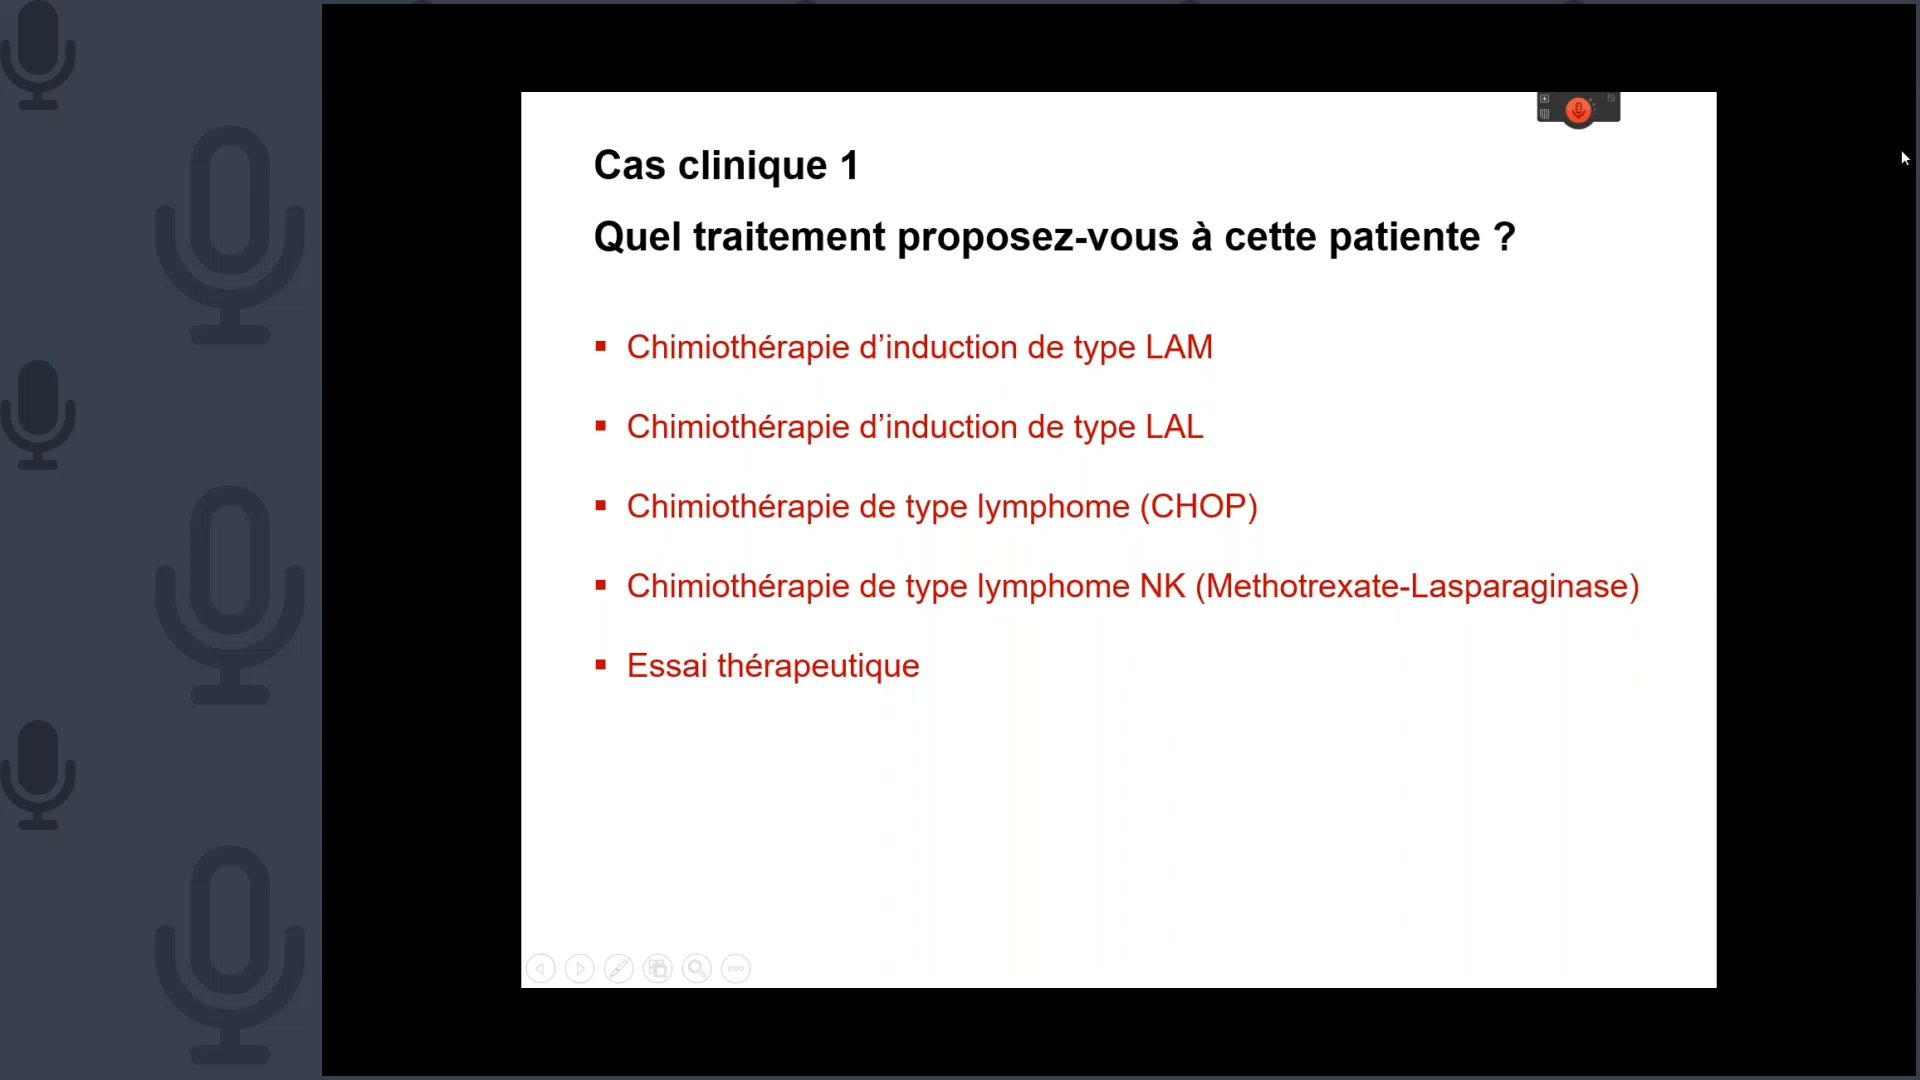 Cas clinique 1
Quel traitement proposez-vous à cette patiente ?
▪ Chimiothérapie d’induction de type LAM
▪ Chimiothérapie d’induction de type LAL
▪ Chimiothérapie de type lymphome (CHOP)
▪ Chimiothérapie de type lymphome NK (Methotrexate-Lasparaginase)
▪ Essai thérapeutique